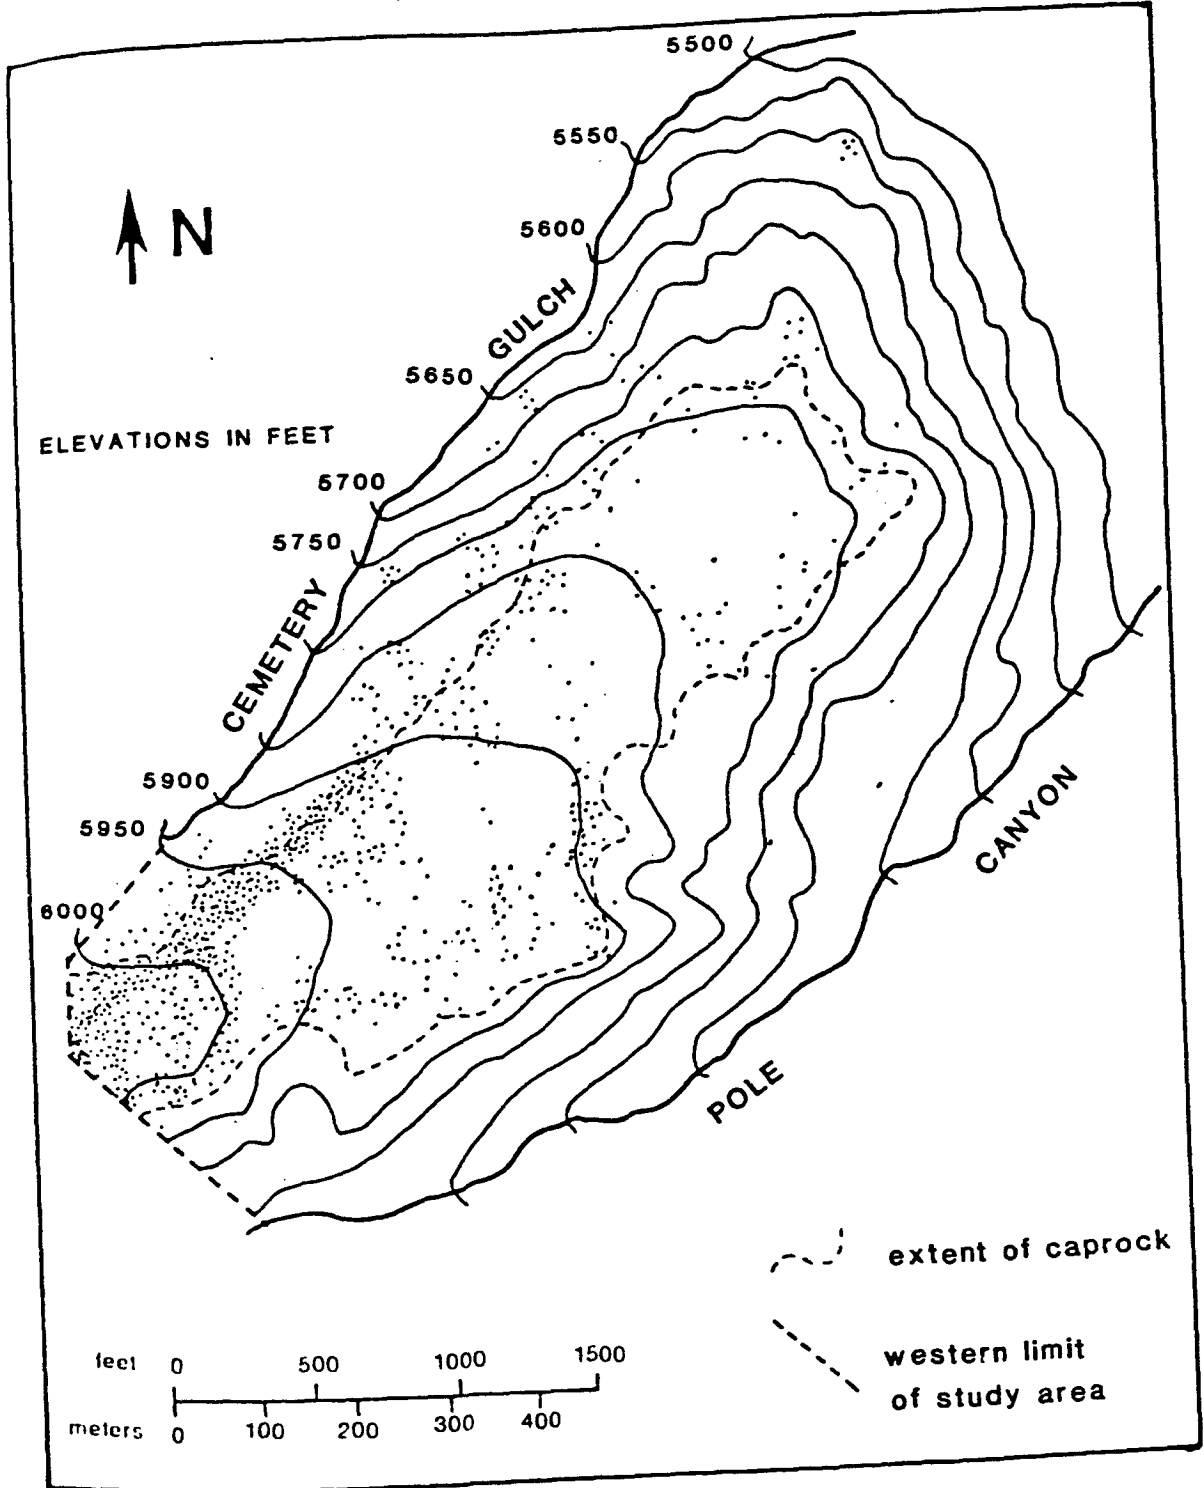 5500
5550
5600
N
GULCH
5650
ELEVATIONS IN FEET
5700
5750
CEMETERY
5900
5950
6000
CANYON
POLE
extent of caprock
western limit
of study area
feet 0 500 1000 1500
meters 0 100 200 300 400